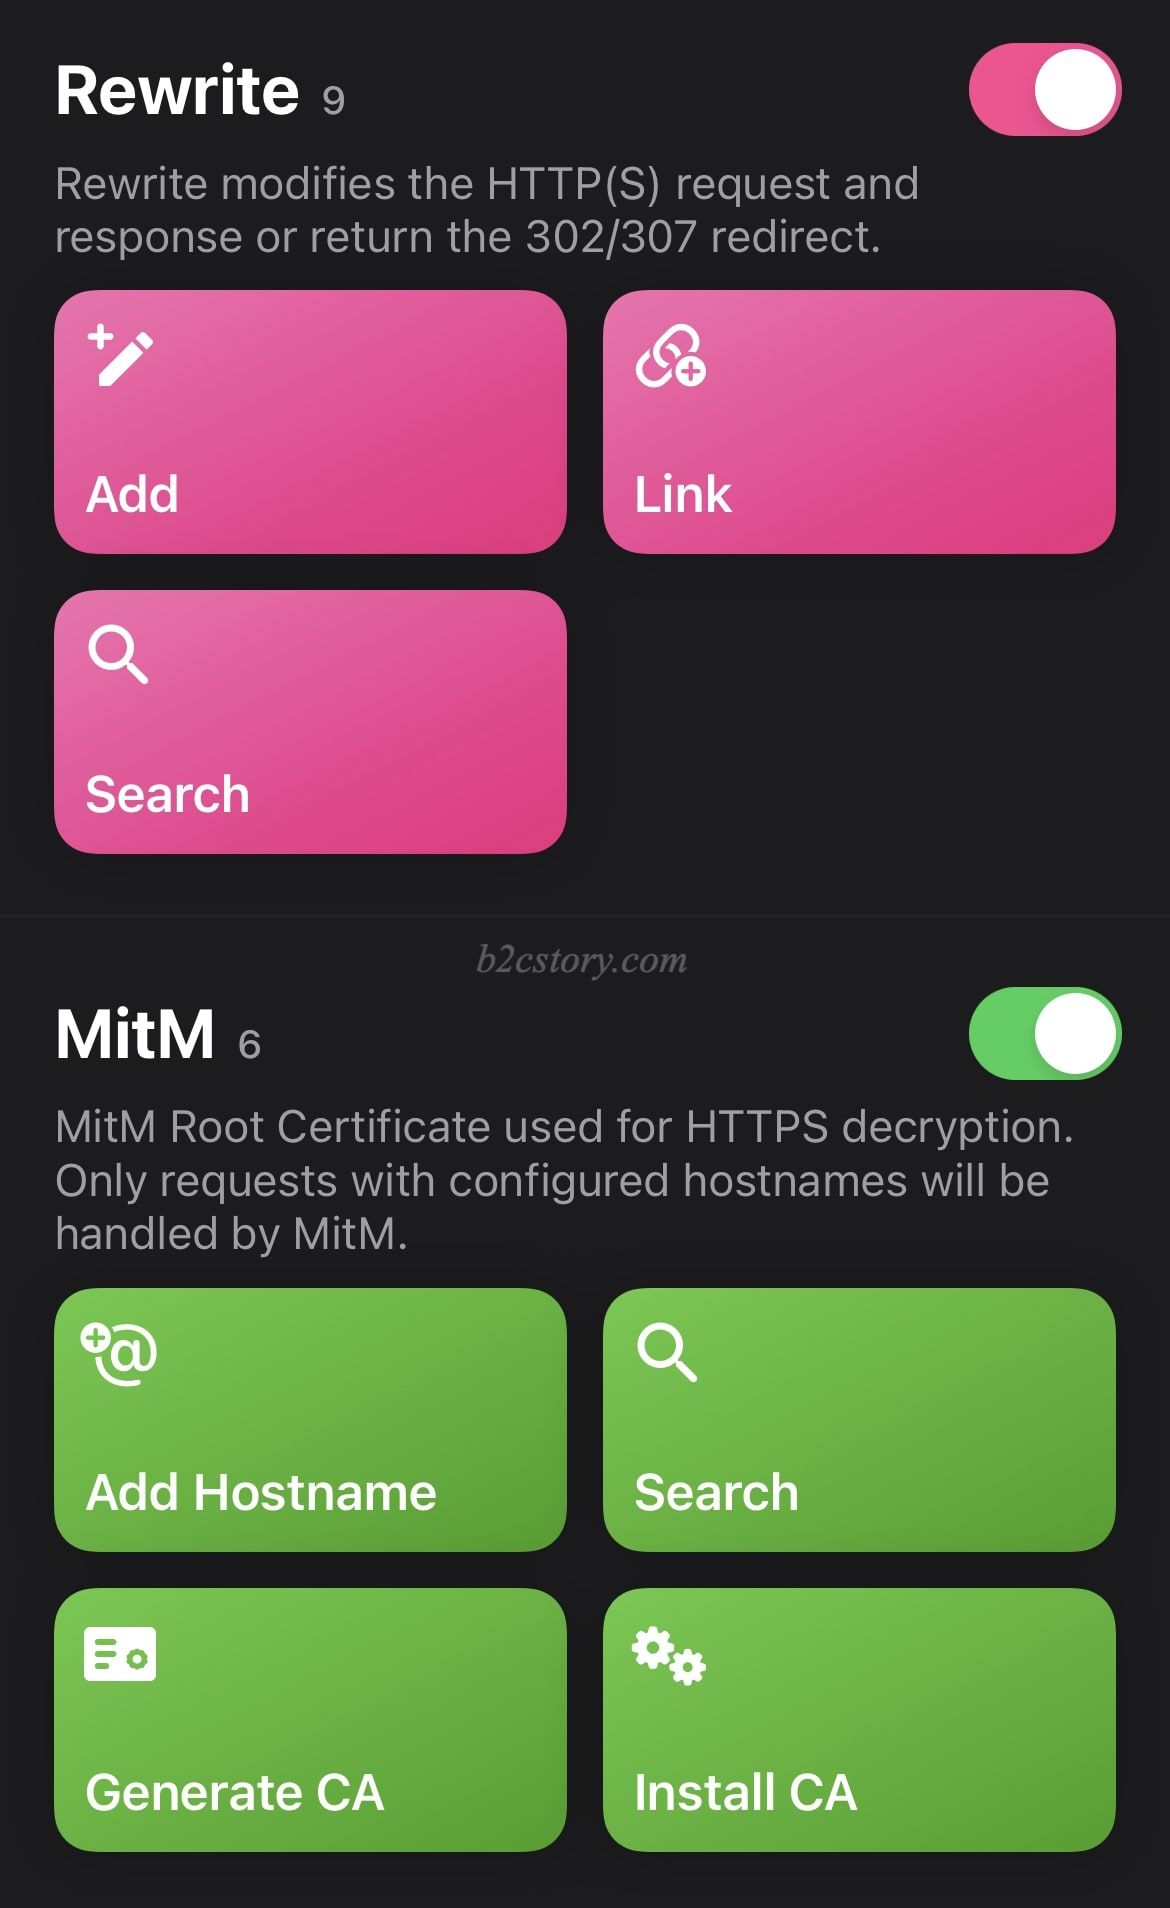 Rewrite 9
Rewrite modifies the HTTP(S) request and
response or return the 302/307 redirect.
Add
Link
Search
b2cstory.com
MitM 6
MitM Root Certificate used for HTTPS decryption.
Only requests with configured hostnames will be
handled by MitM.
Add Hostname
Search
Generate CA
Install CA